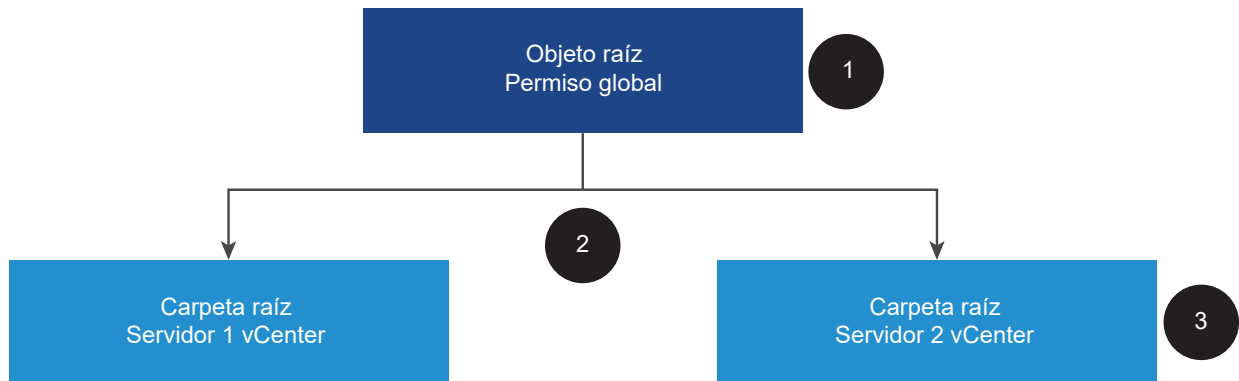 Objeto raíz
Permiso global
1
2
Carpeta raíz
Servidor 1 vCenter
Carpeta raíz
Servidor 2 vCenter
3